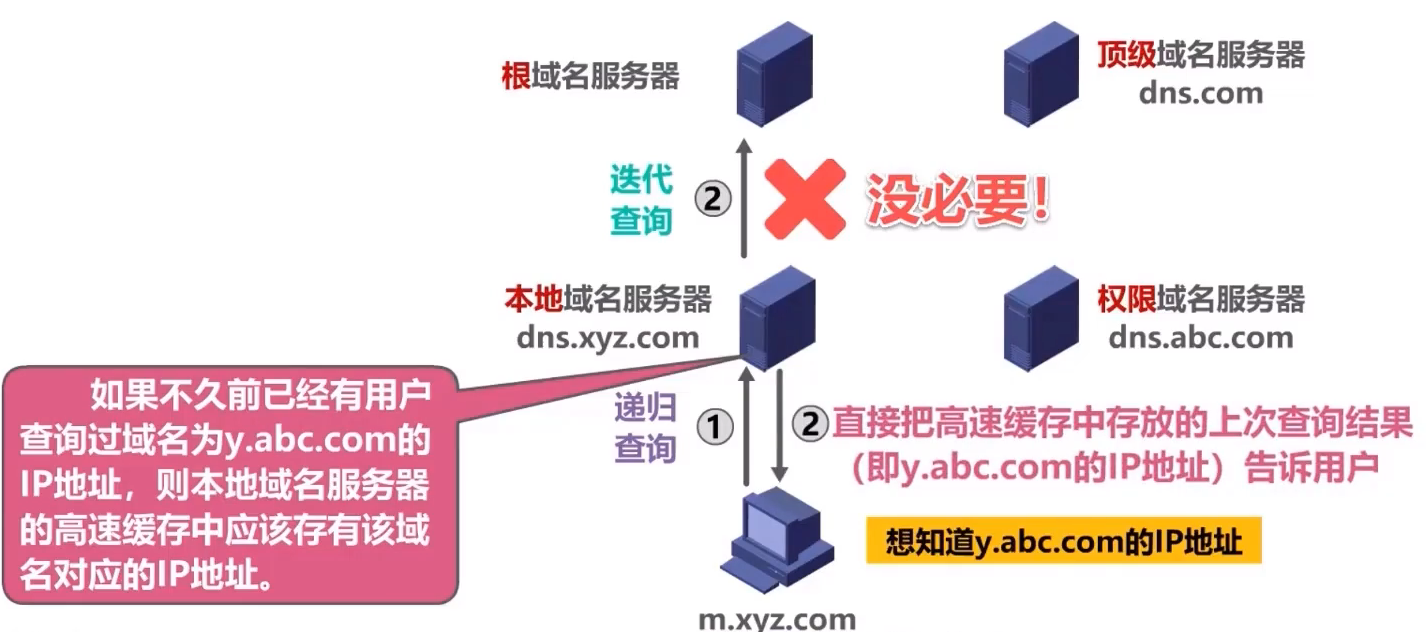 根域名服务器
顶级域名服务器
dns.com
迭代
查询
②
没必要！
本地域名服务器
dns.xyz.com
权限域名服务器
dns.abc.com
如果不久前已经有用户
查询过域名为y.abc.com的
IP地址，则本地域名服务器
的高速缓存中应该存有该域
名对应的IP地址。
递归
查询
①
②直接把高速缓存中存放的上次查询结果
（即y.abc.com的IP地址）告诉用户
想知道y.abc.com的IP地址
m.xyz.com